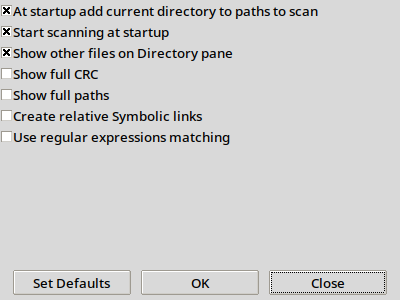 At startup add current directory to paths to scan
Start scanning at startup
Show other files on Directory pane
Show full CRC
Show full paths
Create relative Symbolic links
Use regular expressions matching
Set Defaults OK Close